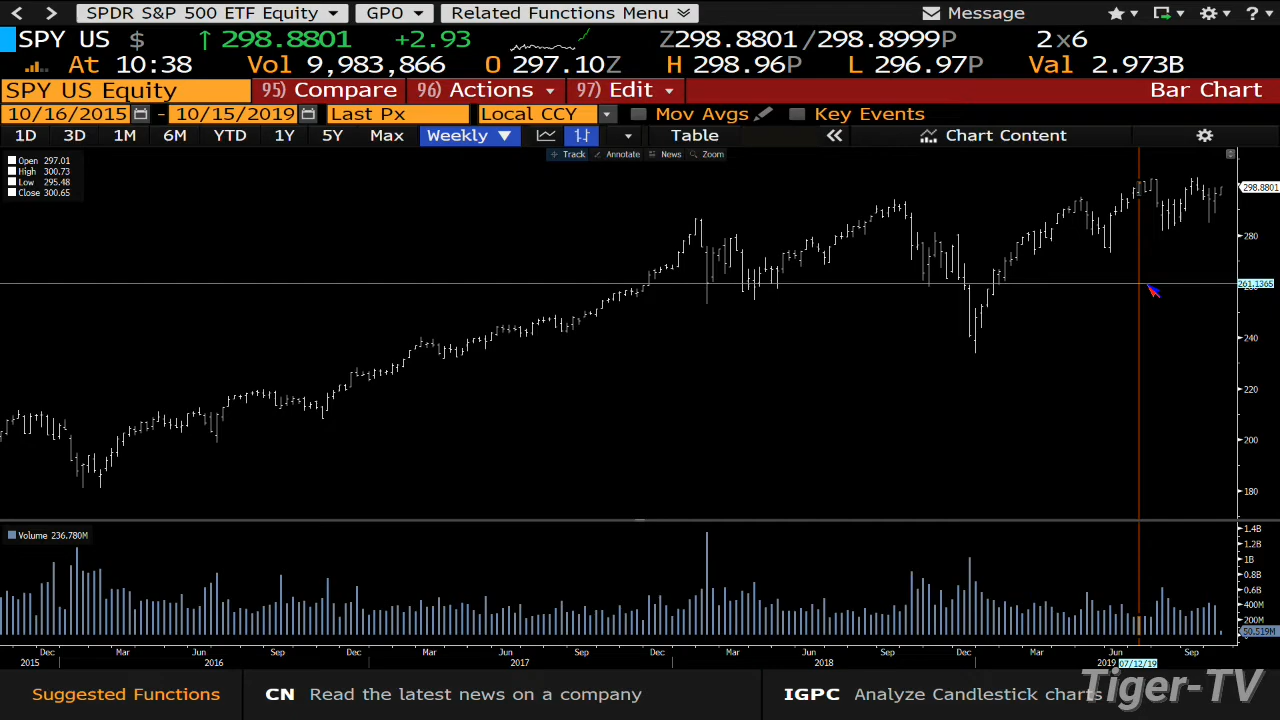 SPDR S&P 500 ETF Equity GPO Related Functions Menu Message ?
SPY US $ ↑ 298.8801 +2.93 Z298.8801/298.8999P 2x6
At 10:38 Vol 9,983,866 O 297.10Z H 298.96P L 296.97P Val 2.973B
SPY US Equity 95) Compare 96) Actions 97) Edit Bar Chart
10/16/2015 - 10/15/2019 Last Px Local CCY Mov Avgs Key Events
1D 3D 1M 6M YTD 1Y 5Y Max Weekly Table Chart Content
Track Annotate News Zoom
Open 297.01
High 300.73
Low 295.48
Close 300.65
298.8801
280
261.1365
240
220
200
180
Volume 236.780M
1.4B
1.2B
1B
0.8B
0.6B
400M
200M
50.519M
Dec Mar Jun Sep Dec Mar Jun Sep Dec Mar Jun Sep Dec Mar Jun Sep
2015 2016 2017 2018 2019 07/12/19
Suggested Functions CN Read the latest news on a company IGPC Analyze Candlestick charts
Tiger-TV